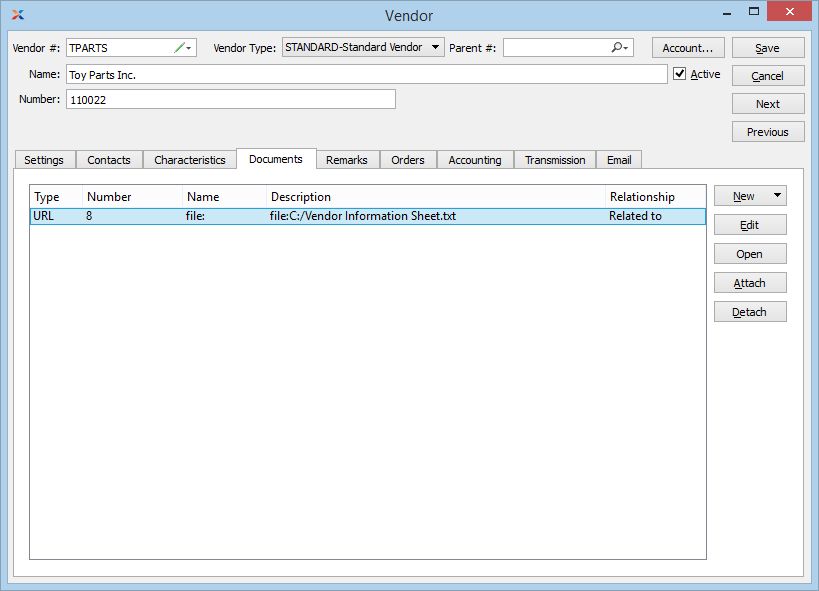 Vendor
Vendor #: TPARTS Vendor Type: STANDARD-Standard Vendor Parent #: Account... Save
Name: Toy Parts Inc. Active Cancel
Number: 110022 Next
Previous
Settings Contacts Characteristics Documents Remarks Orders Accounting Transmission Email
Type Number Name Description Relationship New
URL 8 file: file:C:/Vendor Information Sheet.txt Related to
Edit
Open
Attach
Detach